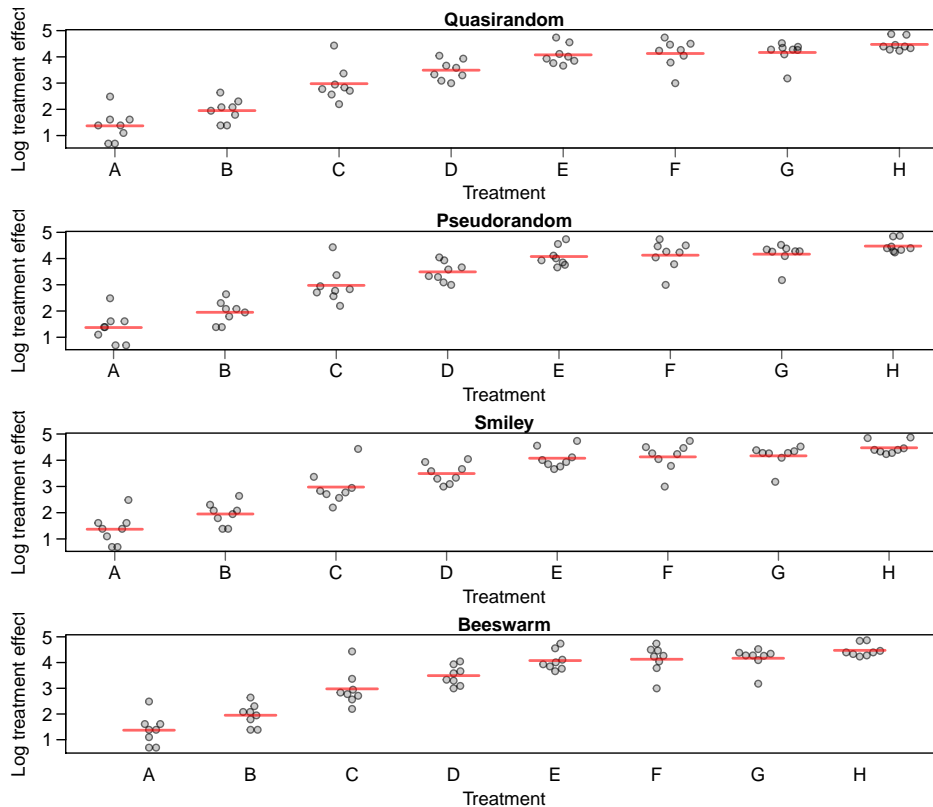 Quasirandom
Log treatment effect
5
4
3
2
1
A B C D E F G H
Treatment
Pseudorandom
Log treatment effect
5
4
3
2
1
A B C D E F G H
Treatment
Smiley
Log treatment effect
5
4
3
2
1
A B C D E F G H
Treatment
Beeswarm
Log treatment effect
5
4
3
2
1
A B C D E F G H
Treatment